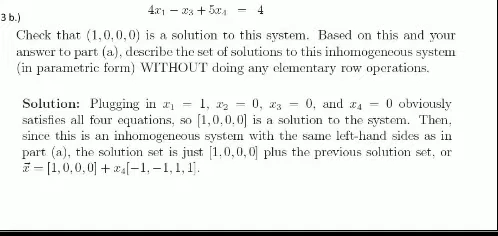 4x₁ − x₃ + 5x₄ = 4
3 b.)
Check that (1, 0, 0, 0) is a solution to this system. Based on this and your
answer to part (a), describe the set of solutions to this inhomogeneous system
(in parametric form) WITHOUT doing any elementary row operations.
Solution: Plugging in x₁ = 1, x₂ = 0, x₃ = 0, and x₄ = 0 obviously
satisfies all four equations, so [1, 0, 0, 0] is a solution to the system. Then,
since this is an inhomogeneous system with the same left-hand sides as in
part (a), the solution set is just [1, 0, 0, 0] plus the previous solution set, or
x⃗ = [1, 0, 0, 0] + x₄[−1, −1, 1, 1].